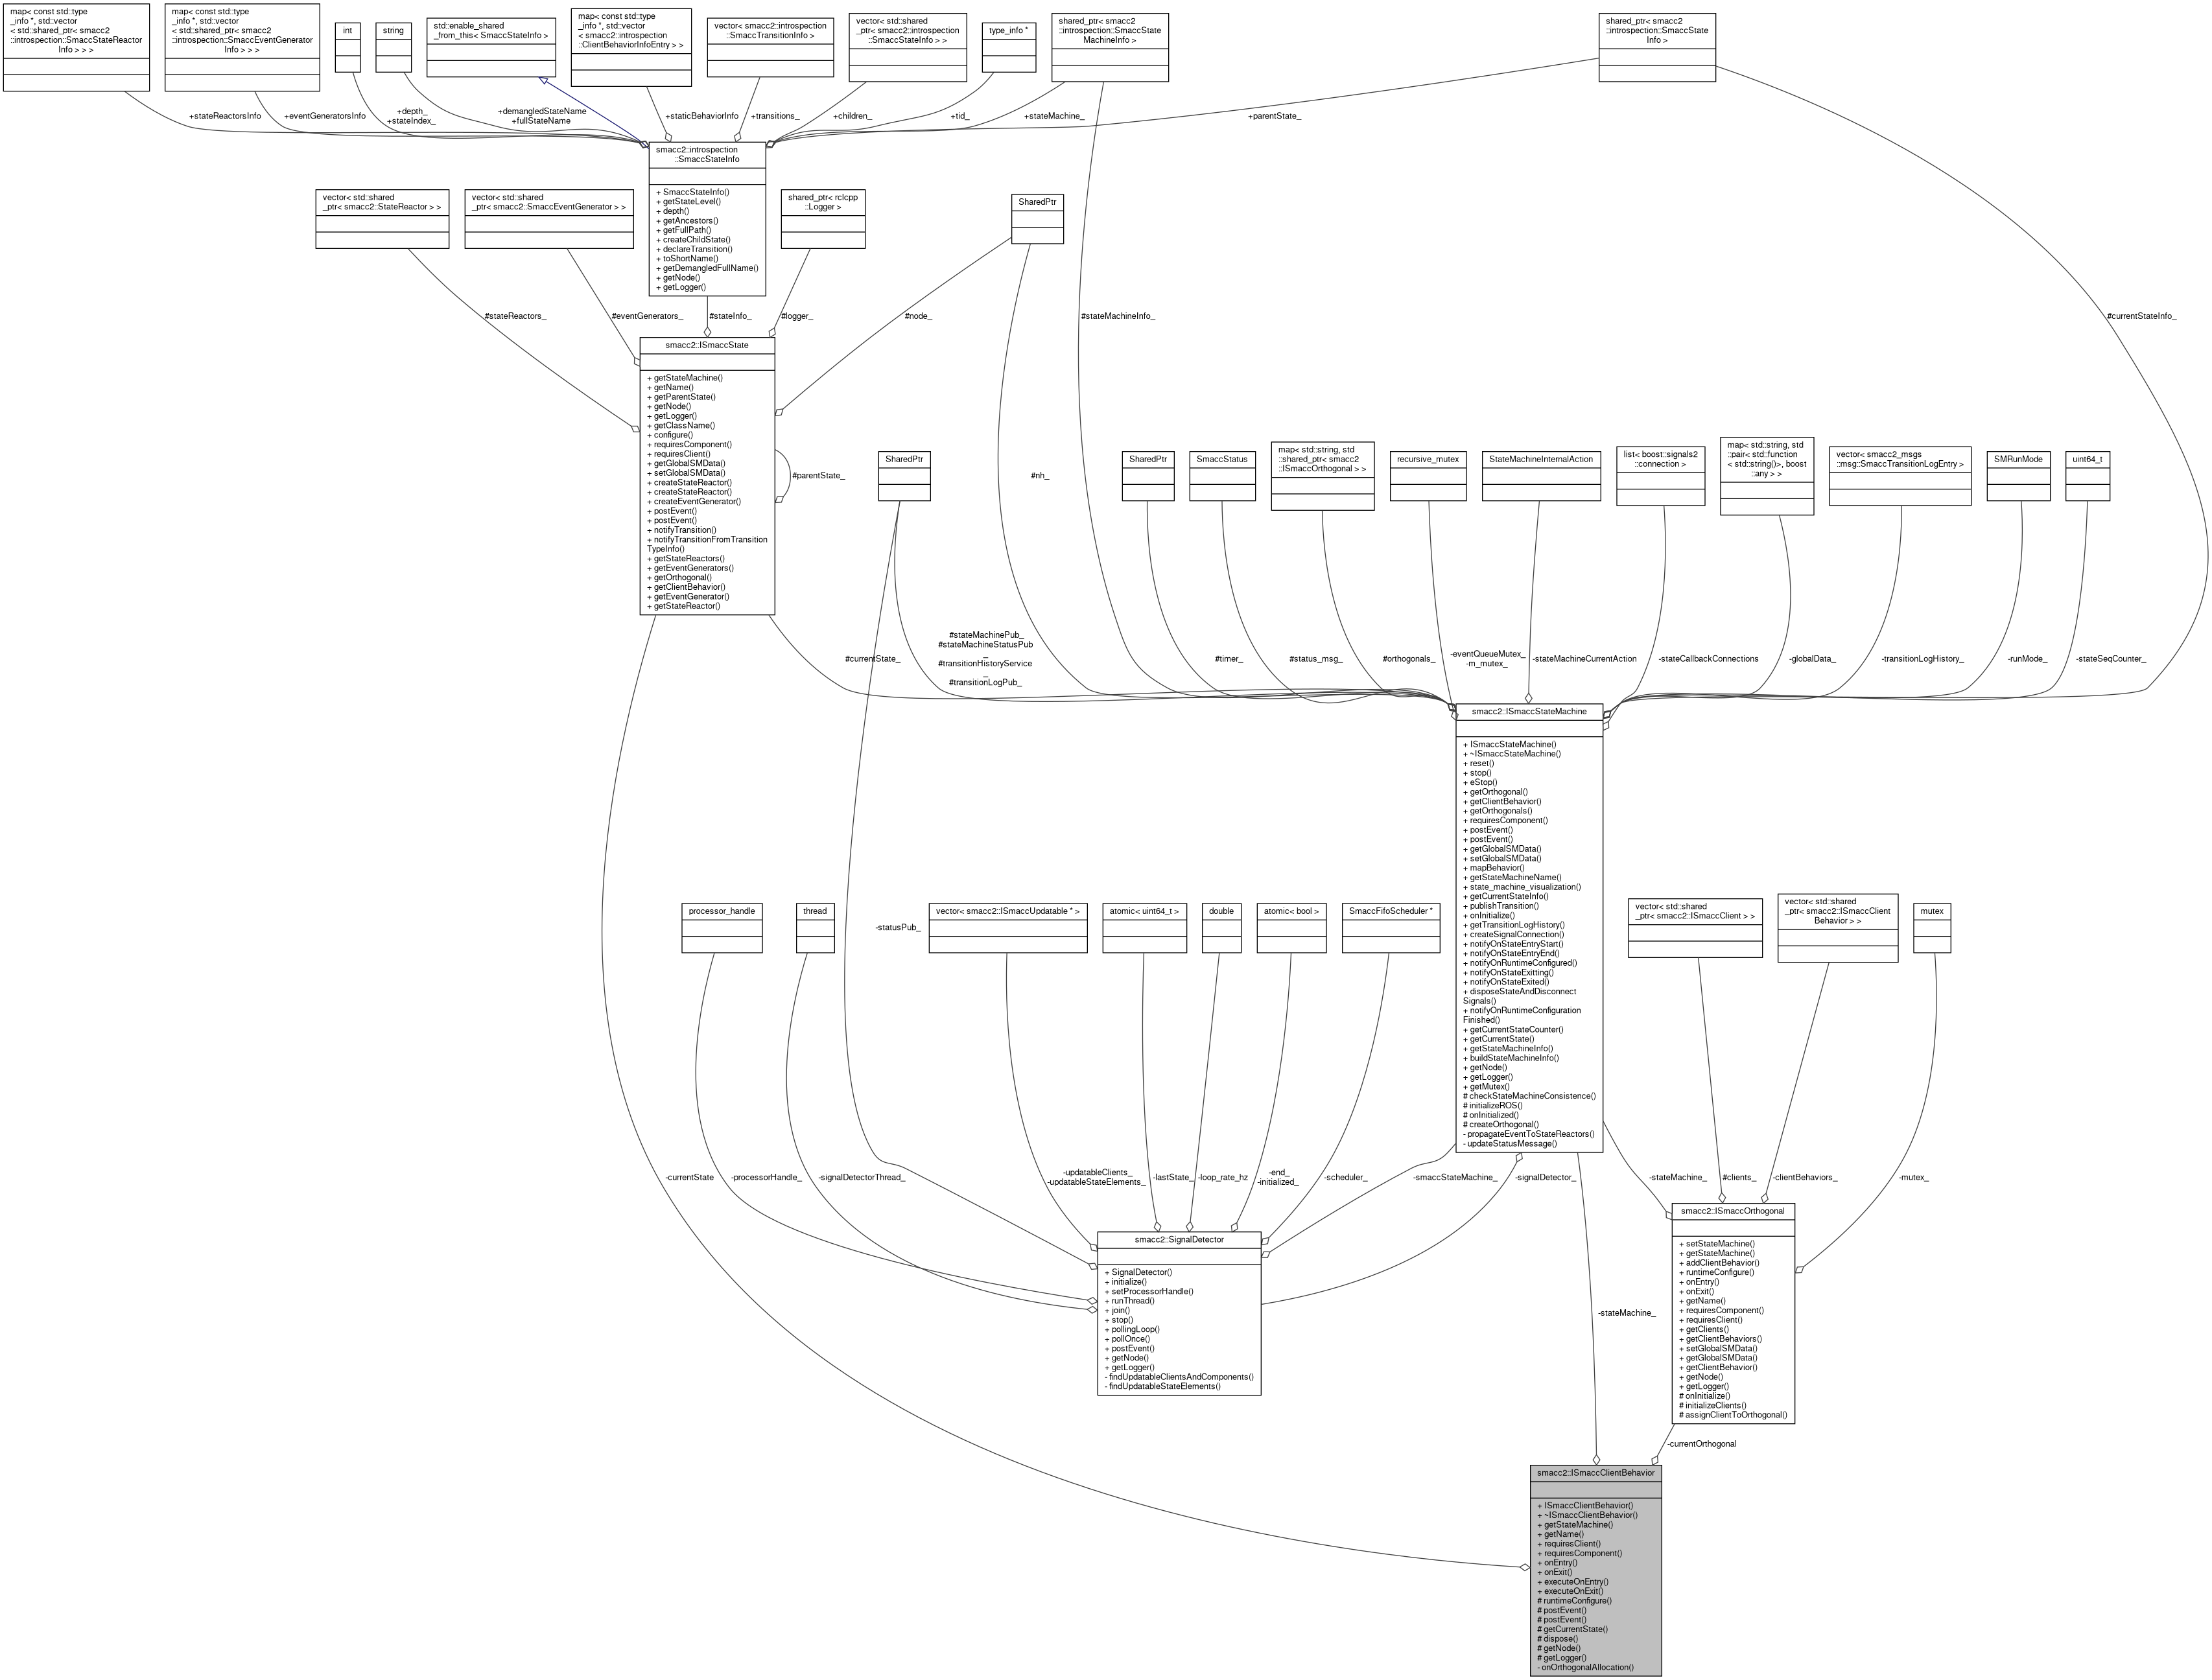 map< const std::type
_info *, std::vector
< std::shared_ptr< smacc2
::introspection::SmaccStateReactor
Info > > >
map< const std::type
_info *, std::vector
< std::shared_ptr< smacc2
::introspection::SmaccEventGenerator
Info > > >
int
string
std::enable_shared
_from_this< SmaccStateInfo >
map< const std::type
_info *, std::vector
< smacc2::introspection
::ClientBehaviorInfoEntry > >
vector< smacc2::introspection
::SmaccTransitionInfo >
vector< std::shared
_ptr< smacc2::introspection
::SmaccStateInfo > >
type_info *
shared_ptr< smacc2
::introspection::SmaccState
MachineInfo >
shared_ptr< smacc2
::introspection::SmaccState
Info >
+stateReactorsInfo
+eventGeneratorsInfo
+depth_
+stateIndex_
+demangledStateName
+fullStateName
+staticBehaviorInfo
+transitions_
+children_
+tid_
+stateMachine_
+parentState_
smacc2::introspection
::SmaccStateInfo
+ SmaccStateInfo()
+ getStateLevel()
+ depth()
+ getAncestors()
+ getFullPath()
+ createChildState()
+ declareTransition()
+ toShortName()
+ getDemangledFullName()
+ getNode()
+ getLogger()
vector< std::shared
_ptr< smacc2::StateReactor > >
vector< std::shared
_ptr< smacc2::SmaccEventGenerator > >
shared_ptr< rclcpp
::Logger >
SharedPtr
#stateReactors_
#eventGenerators_
#stateInfo_
#logger_
#node_
#stateMachineInfo_
#currentStateInfo_
smacc2::ISmaccState
+ getStateMachine()
+ getName()
+ getParentState()
+ getNode()
+ getLogger()
+ getClassName()
+ configure()
+ requiresComponent()
+ requiresClient()
+ getGlobalSMData()
+ setGlobalSMData()
+ createStateReactor()
+ createStateReactor()
+ createEventGenerator()
+ postEvent()
+ postEvent()
+ notifyTransition()
+ notifyTransitionFromTransition
TypeInfo()
+ getStateReactors()
+ getEventGenerators()
+ getOrthogonal()
+ getClientBehavior()
+ getEventGenerator()
+ getStateReactor()
#parentState_
SharedPtr
#nh_
SharedPtr
SmaccStatus
map< std::string, std
::shared_ptr< smacc2
::ISmaccOrthogonal > >
recursive_mutex
StateMachineInternalAction
list< boost::signals2
::connection >
map< std::string, std
::pair< std::function
< std::string()>, boost
::any > >
vector< smacc2_msgs
::msg::SmaccTransitionLogEntry >
SMRunMode
uint64_t
#currentState_
#stateMachinePub_
#stateMachineStatusPub
_
#transitionHistoryService
_
#transitionLogPub_
#timer_
#status_msg_
#orthogonals_
-eventQueueMutex_
-m_mutex_
-stateMachineCurrentAction
-stateCallbackConnections
-globalData_
-transitionLogHistory_
-runMode_
-stateSeqCounter_
smacc2::ISmaccStateMachine
+ ISmaccStateMachine()
+ ~ISmaccStateMachine()
+ reset()
+ stop()
+ eStop()
+ getOrthogonal()
+ getClientBehavior()
+ getOrthogonals()
+ requiresComponent()
+ postEvent()
+ postEvent()
+ getGlobalSMData()
+ setGlobalSMData()
+ mapBehavior()
+ getStateMachineName()
+ state_machine_visualization()
+ getCurrentStateInfo()
+ publishTransition()
+ onInitialize()
+ getTransitionLogHistory()
+ createSignalConnection()
+ notifyOnStateEntryStart()
+ notifyOnStateEntryEnd()
+ notifyOnRuntimeConfigured()
+ notifyOnStateExitting()
+ notifyOnStateExited()
+ disposeStateAndDisconnect
Signals()
+ notifyOnRuntimeConfiguration
Finished()
+ getCurrentStateCounter()
+ getCurrentState()
+ getStateMachineInfo()
+ buildStateMachineInfo()
+ getNode()
+ getLogger()
+ getMutex()
# checkStateMachineConsistence()
# initializeROS()
# onInitialized()
# createOrthogonal()
- propagateEventToStateReactors()
- updateStatusMessage()
processor_handle
thread
-statusPub_
vector< smacc2::ISmaccUpdatable * >
atomic< uint64_t >
double
atomic< bool >
SmaccFifoScheduler *
vector< std::shared
_ptr< smacc2::ISmaccClient > >
vector< std::shared
_ptr< smacc2::ISmaccClient
Behavior > >
mutex
-currentState
-processorHandle_
-signalDetectorThread_
-updatableClients_
-updatableStateElements_
-lastState_
-loop_rate_hz
-end_
-initialized_
-scheduler_
-smaccStateMachine_
-signalDetector_
-stateMachine_
#clients_
-clientBehaviors_
-mutex_
smacc2::SignalDetector
+ SignalDetector()
+ initialize()
+ setProcessorHandle()
+ runThread()
+ join()
+ stop()
+ pollingLoop()
+ pollOnce()
+ postEvent()
+ getNode()
+ getLogger()
- findUpdatableClientsAndComponents()
- findUpdatableStateElements()
smacc2::ISmaccOrthogonal
+ setStateMachine()
+ getStateMachine()
+ addClientBehavior()
+ runtimeConfigure()
+ onEntry()
+ onExit()
+ getName()
+ requiresComponent()
+ requiresClient()
+ getClients()
+ getClientBehaviors()
+ setGlobalSMData()
+ getGlobalSMData()
+ getClientBehavior()
+ getNode()
+ getLogger()
# onInitialize()
# initializeClients()
# assignClientToOrthogonal()
-stateMachine_
-currentOrthogonal
smacc2::ISmaccClientBehavior
+ ISmaccClientBehavior()
+ ~ISmaccClientBehavior()
+ getStateMachine()
+ getName()
+ requiresClient()
+ requiresComponent()
+ onEntry()
+ onExit()
+ executeOnEntry()
+ executeOnExit()
# runtimeConfigure()
# postEvent()
# postEvent()
# getCurrentState()
# dispose()
# getNode()
# getLogger()
- onOrthogonalAllocation()